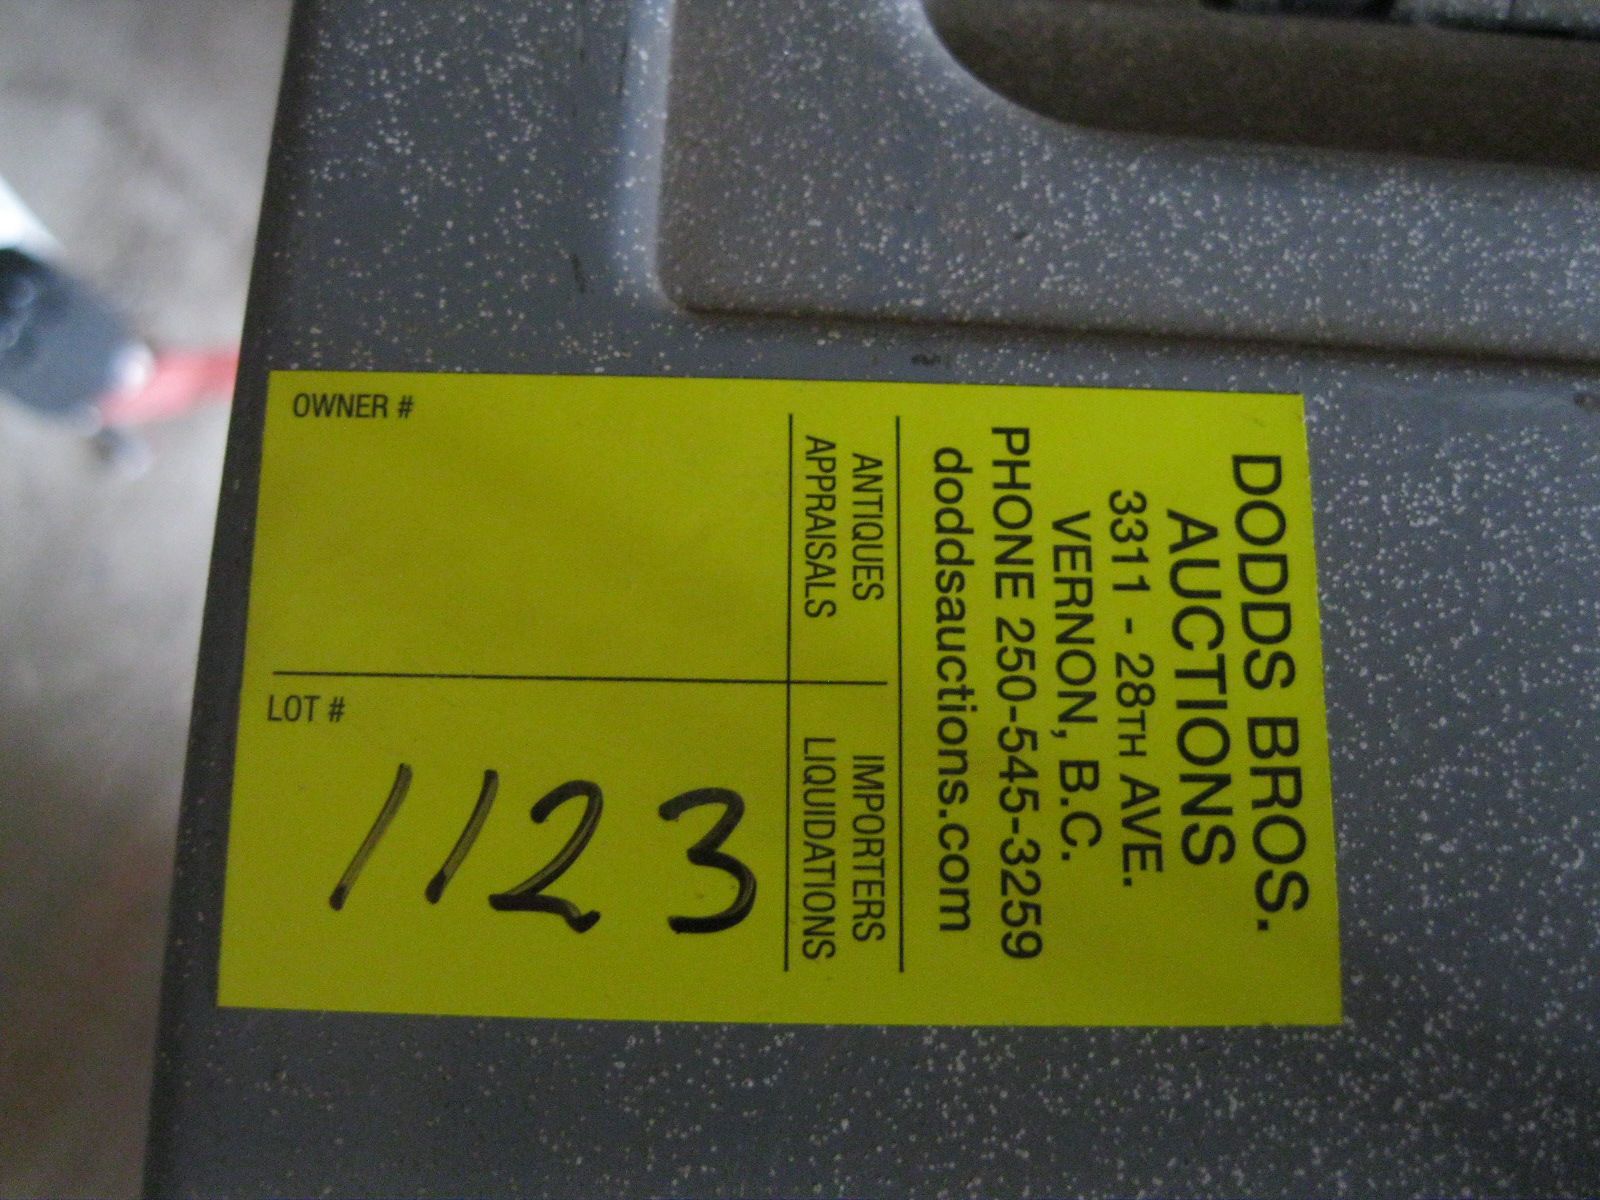 DODDS BROS.
AUCTIONS
3311 - 28TH AVE.
VERNON, B.C.
PHONE 250-545-3259
doddsauctions.com
ANTIQUES
APPRAISALS
IMPORTERS
LIQUIDATIONS
OWNER #
LOT #
1123